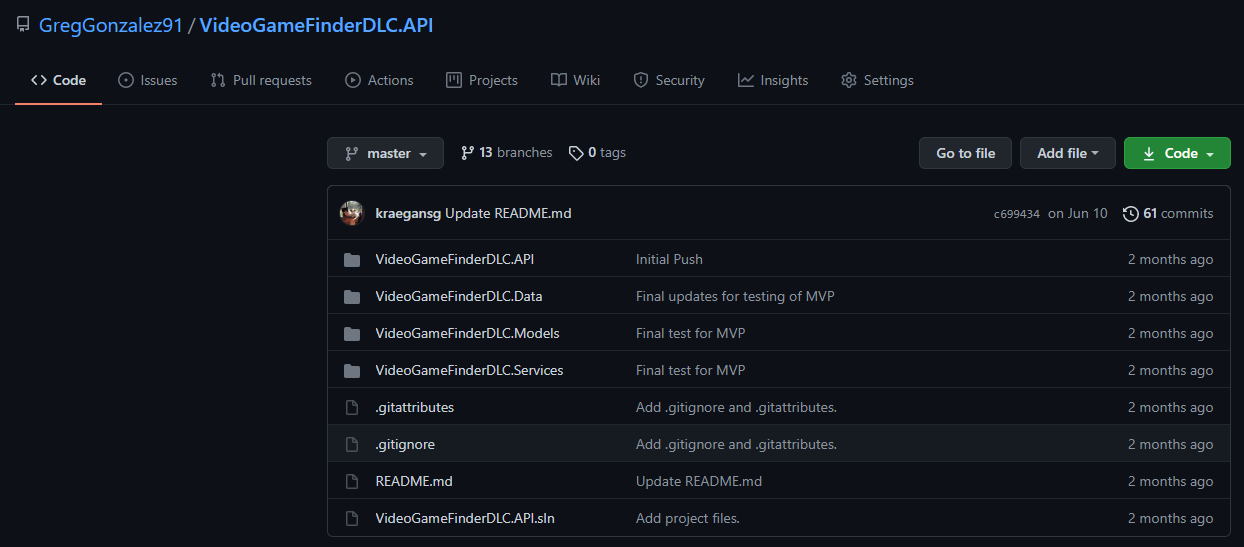 GregGonzalez91 / VideoGameFinderDLC.API
Code Issues Pull requests Actions Projects Wiki Security Insights Settings
master 13 branches 0 tags Go to file Add file Code
kraegansg Update README.md c699434 on Jun 10 61 commits
VideoGameFinderDLC.API Initial Push 2 months ago
VideoGameFinderDLC.Data Final updates for testing of MVP 2 months ago
VideoGameFinderDLC.Models Final test for MVP 2 months ago
VideoGameFinderDLC.Services Final test for MVP 2 months ago
.gitattributes Add .gitignore and .gitattributes. 2 months ago
.gitignore Add .gitignore and .gitattributes. 2 months ago
README.md Update README.md 2 months ago
VideoGameFinderDLC.API.sln Add project files. 2 months ago